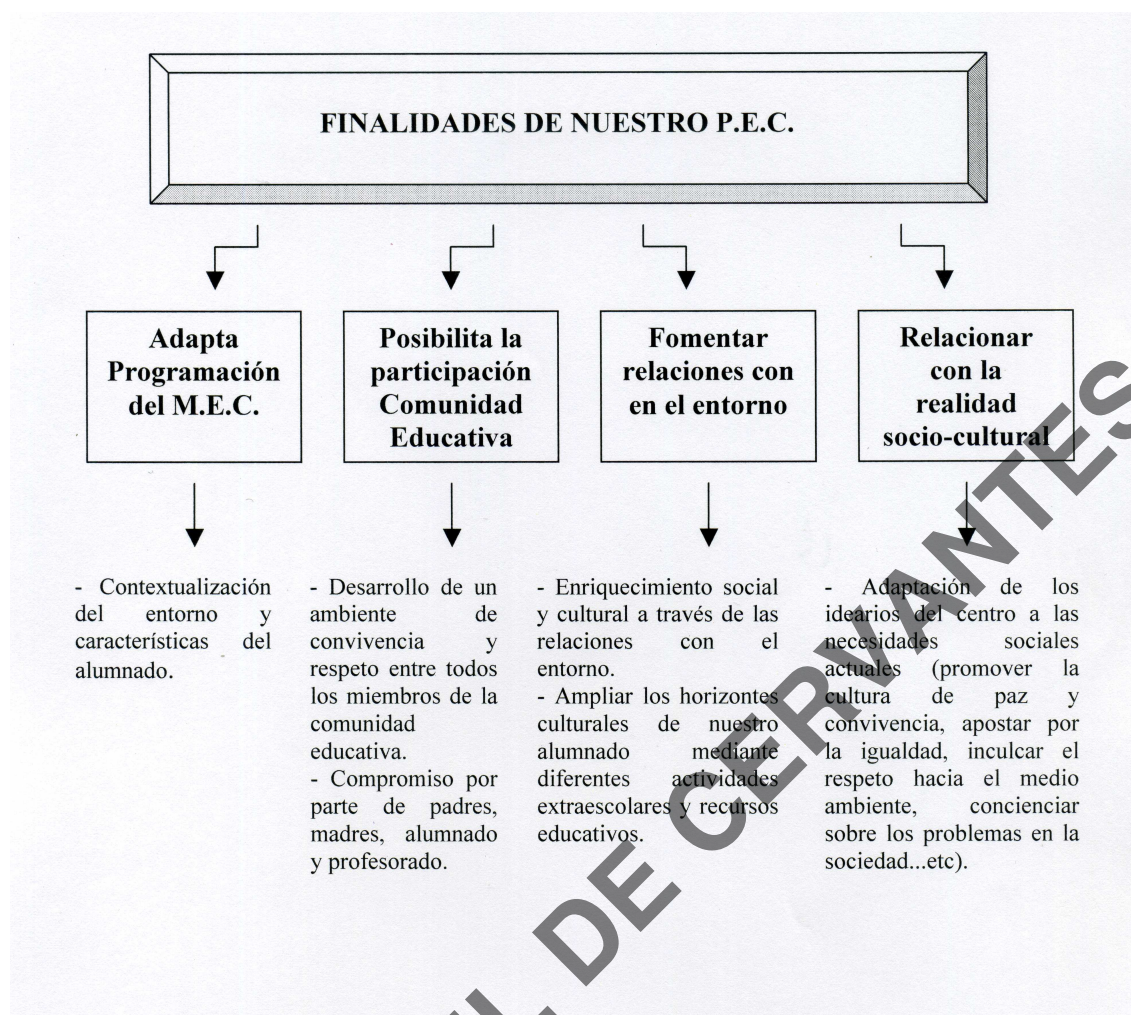 FINALIDADES DE NUESTRO P.E.C.
Adapta
Programación
del M.E.C.
Posibilita la
participación
Comunidad
Educativa
Fomentar
relaciones con
en el entorno
Relacionar
con la
realidad
socio-cultural
- Contextualización
del entorno y
características del
alumnado.
- Desarrollo de un
ambiente de
convivencia y
respeto entre todos
los miembros de la
comunidad
educativa.
- Compromiso por
parte de padres,
madres, alumnado
y profesorado.
- Enriquecimiento social
y cultural a través de las
relaciones con el
entorno.
- Ampliar los horizontes
culturales de nuestro
alumnado mediante
diferentes actividades
extraescolares y recursos
educativos.
- Adaptación de los
idearios del centro a las
necesidades sociales
actuales (promover la
cultura de paz y
convivencia, apostar por
la igualdad, inculcar el
respeto hacia el medio
ambiente, concienciar
sobre los problemas en la
sociedad...etc).
DE CERVANTES